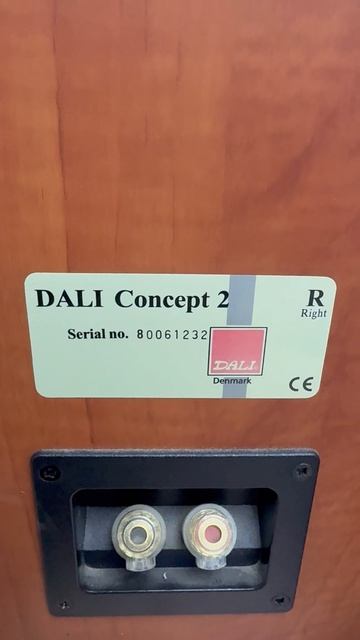 DALI Concept 2 R
Right
Serial no. 80061232
DALI
Denmark
CE